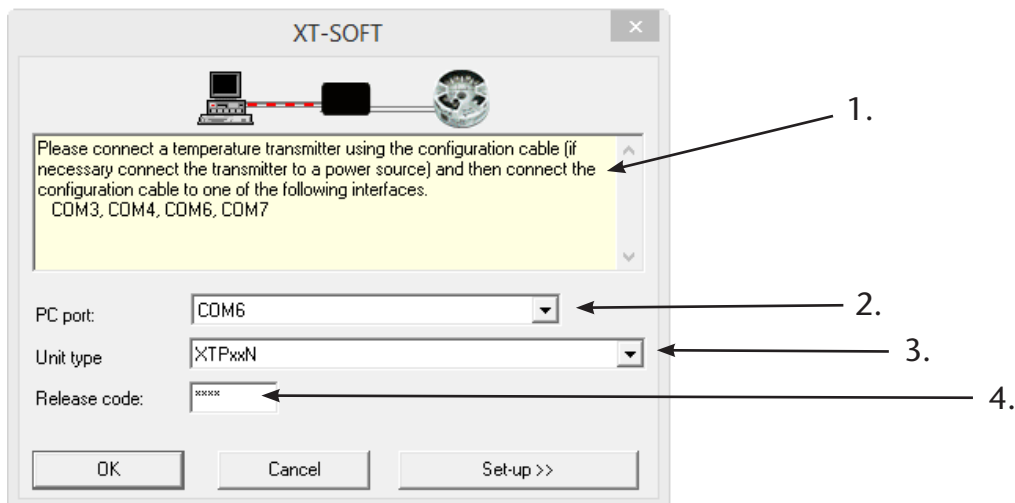 XT-SOFT
Please connect a temperature transmitter using the configuration cable (if
necessary connect the transmitter to a power source) and then connect the
configuration cable to one of the following interfaces.
COM3, COM4, COM6, COM7
1.
PC port:
COM6
2.
Unit type
XTPxxN
3.
Release code:
****
4.
OK
Cancel
Set-up >>